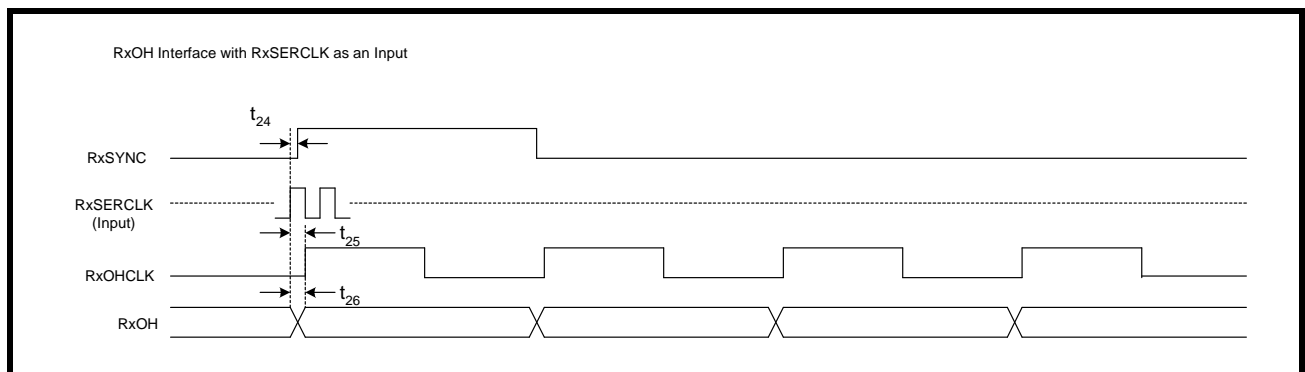 RxOH Interface with RxSERCLK as an Input
t24
RxSYNC
RxSERCLK
(Input)
t25
RxOHCLK
t26
RxOH